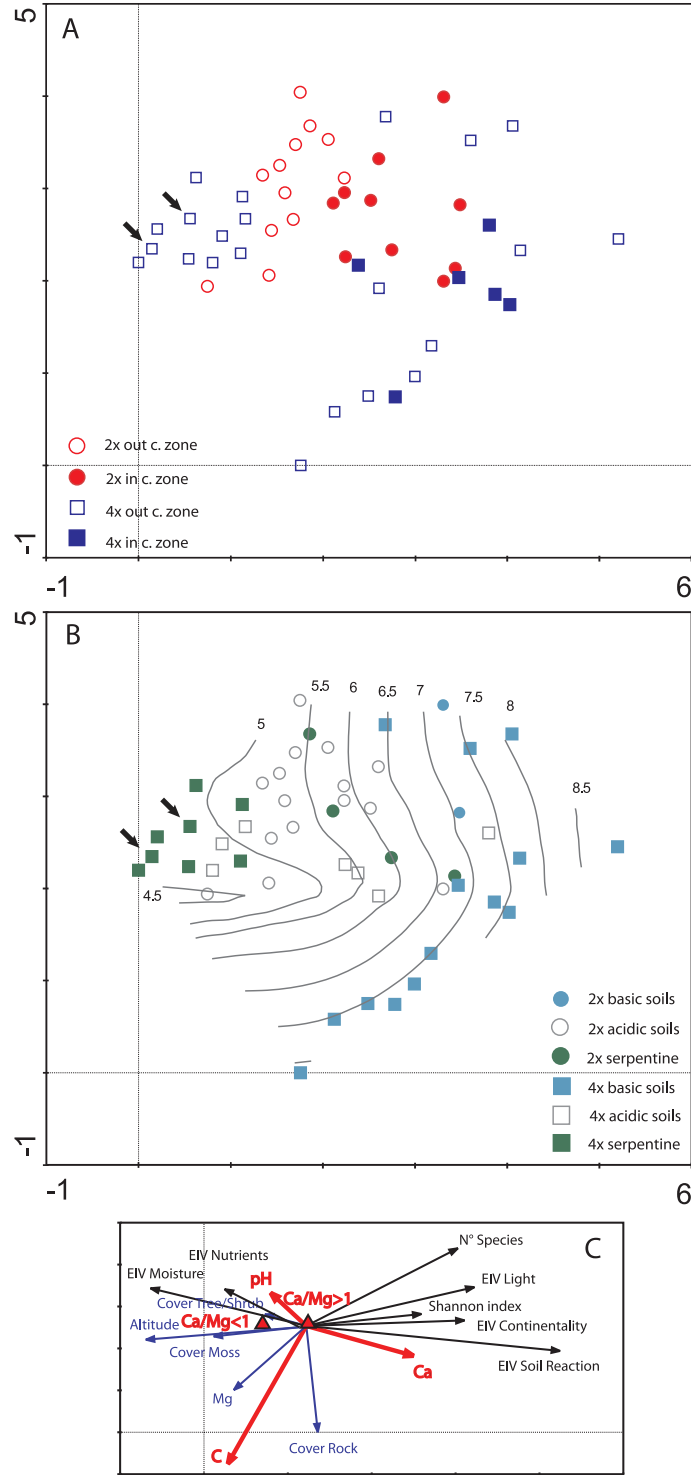 5
A
2x out c. zone
2x in c. zone
4x out c. zone
4x in c. zone
-1
-1
6
5
B
5
5.5
6
6.5
7
7.5
8
8.5
4.5
2x basic soils
2x acidic soils
2x serpentine
4x basic soils
4x acidic soils
4x serpentine
-1
-1
6
C
N° Species
EIV Nutrients
EIV Moisture
pH
EIV Light
Cover Tree/Shrub
Ca/Mg>1
Shannon index
Altitude
Ca/Mg<1
EIV Continentality
Cover Moss
EIV Soil Reaction
Ca
Mg
C
Cover Rock